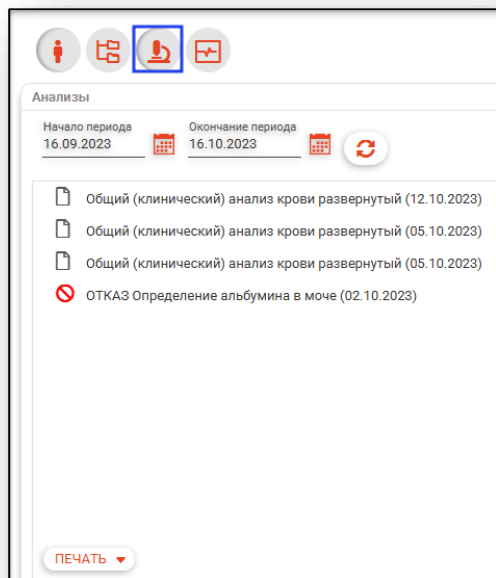 Анализы
Начало периода Окончание периода
16.09.2023 16.10.2023
Общий (клинический) анализ крови развернутый (12.10.2023)
Общий (клинический) анализ крови развернутый (05.10.2023)
Общий (клинический) анализ крови развернутый (05.10.2023)
ОТКАЗ Определение альбумина в моче (02.10.2023)
ПЕЧАТЬ